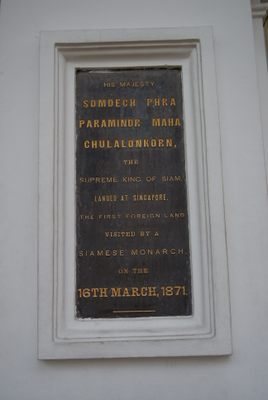 HIS MAJESTY
SOMDECH PHRA
PARAMINDR MAHA
CHULALONKORN,
THE
SUPREME KING OF SIAM,
LANDED AT SINGAPORE,
THE FIRST FOREIGN LAND
VISITED BY A
SIAMESE MONARCH,
ON THE
16TH MARCH, 1871.